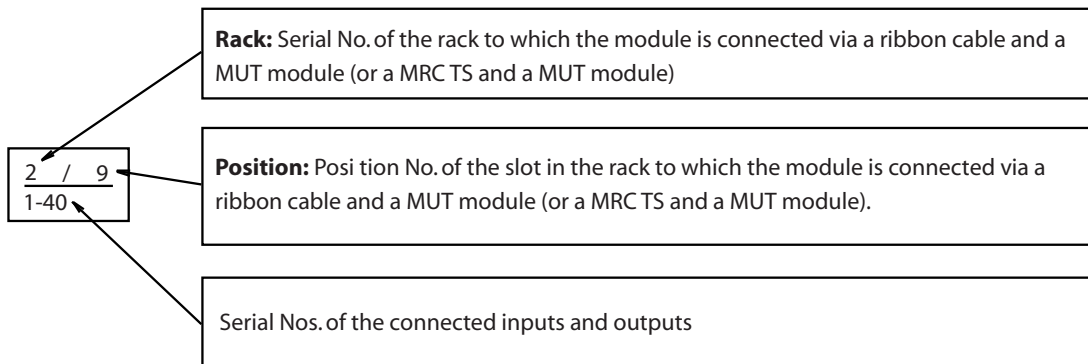 Rack: Serial No. of the rack to which the module is connected via a ribbon cable and a
MUT module (or a MRC TS and a MUT module)
2 / 9
1-40
Position: Posi tion No. of the slot in the rack to which the module is connected via a
ribbon cable and a MUT module (or a MRC TS and a MUT module).
Serial Nos. of the connected inputs and outputs